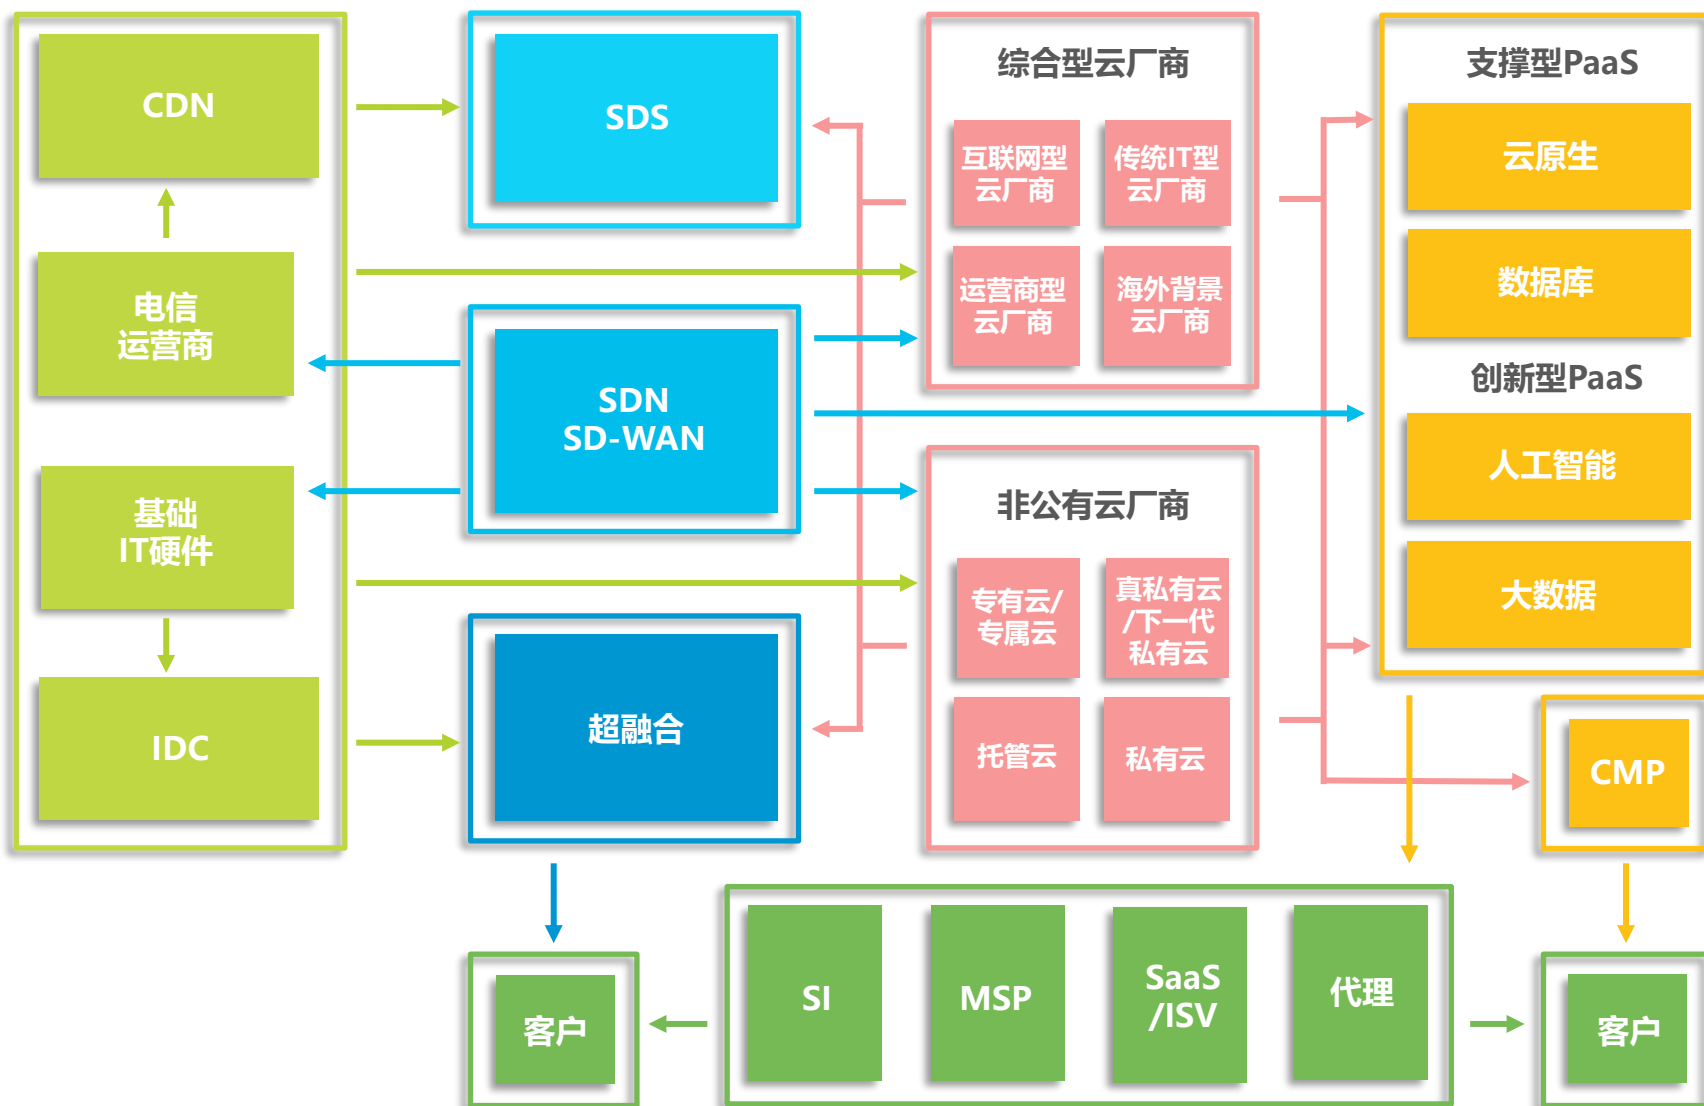 CDN
电信
运营商
基础
IT硬件
IDC
SDS
SDN
SD-WAN
超融合
客户
综合型云厂商
互联网型
云厂商
传统IT型
云厂商
运营商型
云厂商
海外背景
云厂商
非公有云厂商
专有云/
专属云
真私有云
/下一代
私有云
托管云
私有云
支撑型PaaS
云原生
数据库
创新型PaaS
人工智能
大数据
CMP
SI
MSP
SaaS
/ISV
代理
客户